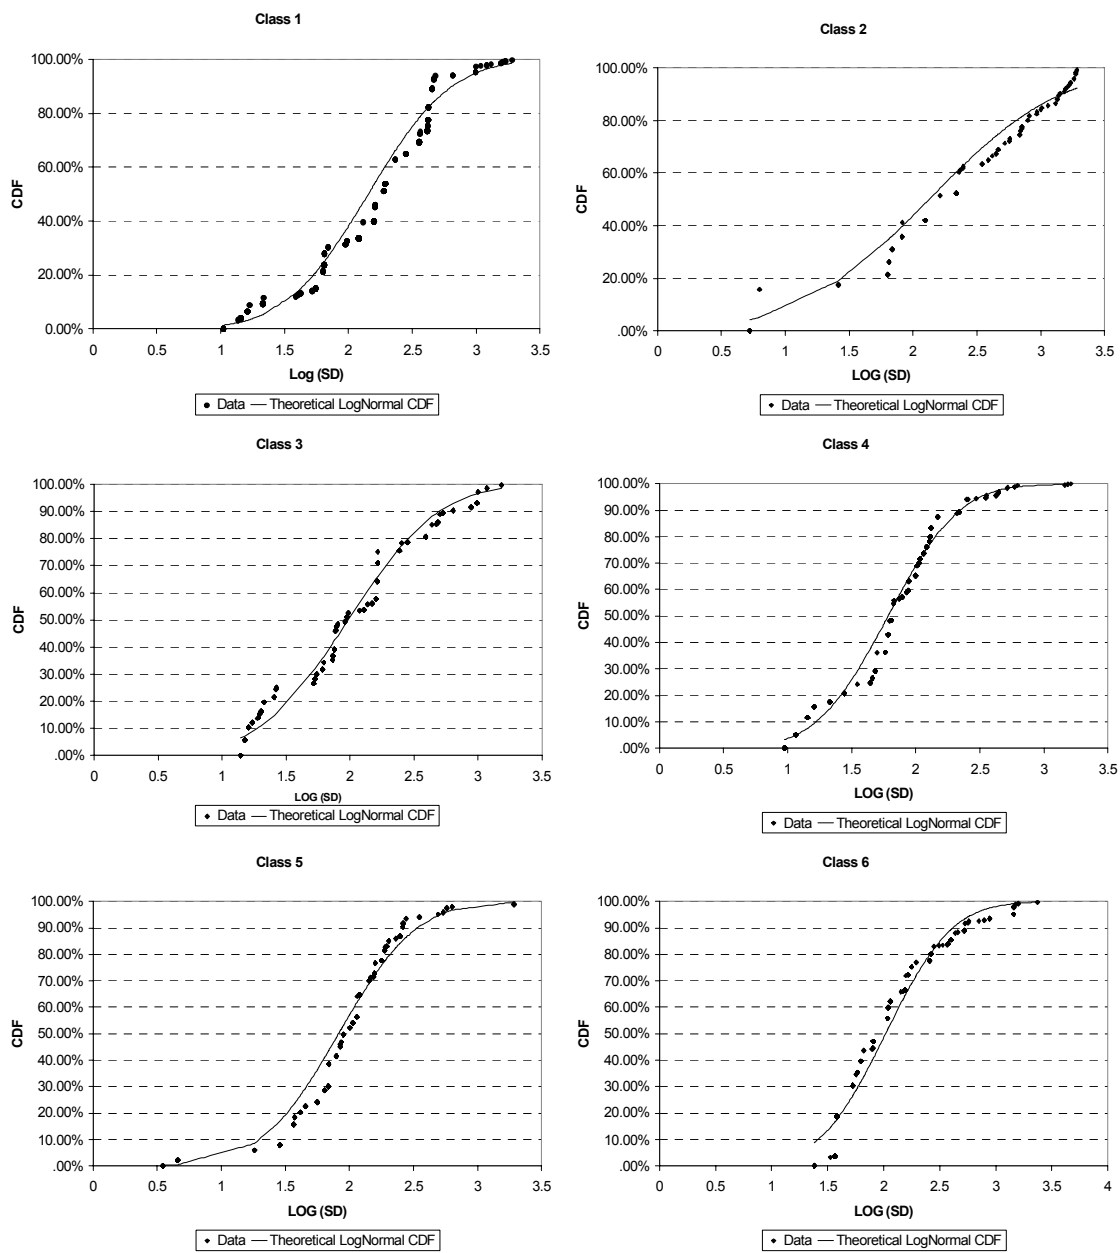 Class 1
100.00%
80.00%
60.00%
40.00%
20.00%
0.00%
CDF
0 0.5 1 1.5 2 2.5 3 3.5
Log (SD)
Data Theoretical LogNormal CDF
Class 2
100.00%
80.00%
60.00%
40.00%
20.00%
.00%
CDF
0 0.5 1 1.5 2 2.5 3 3.5
LOG (SD)
Data Theoretical LogNormal CDF
Class 3
100.00%
90.00%
80.00%
70.00%
60.00%
50.00%
40.00%
30.00%
20.00%
10.00%
.00%
CDF
0 0.5 1 1.5 2 2.5 3 3.5
LOG (SD)
Data Theoretical LogNormal CDF
Class 4
100.00%
90.00%
80.00%
70.00%
60.00%
50.00%
40.00%
30.00%
20.00%
10.00%
.00%
CDF
0 0.5 1 1.5 2 2.5 3 3.5
LOG (SD)
Data Theoretical LogNormal CDF
Class 5
100.00%
90.00%
80.00%
70.00%
60.00%
50.00%
40.00%
30.00%
20.00%
10.00%
.00%
CDF
0 0.5 1 1.5 2 2.5 3 3.5
LOG (SD)
Data Theoretical LogNormal CDF
Class 6
100.00%
90.00%
80.00%
70.00%
60.00%
50.00%
40.00%
30.00%
20.00%
10.00%
.00%
CDF
0 0.5 1 1.5 2 2.5 3 3.5 4
LOG (SD)
Data Theoretical LogNormal CDF